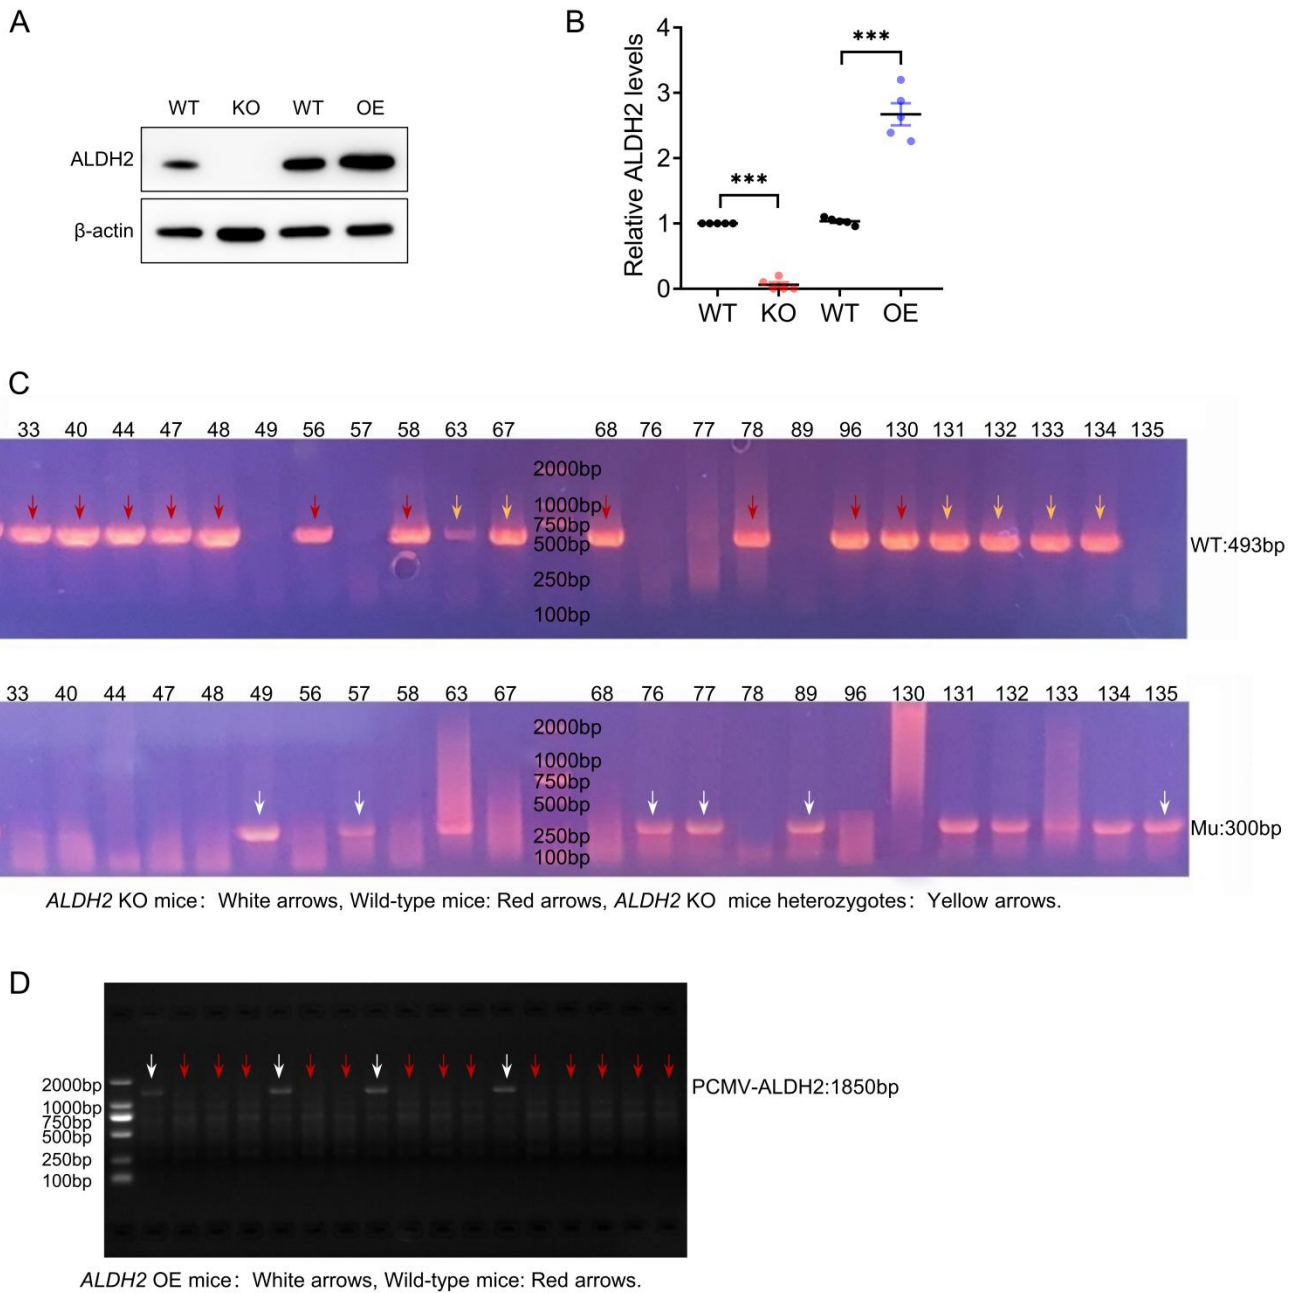 A
WT KO WT OE
ALDH2
β-actin
B
Relative ALDH2 levels
4
3
2
1
0
*** ***
WT KO WT OE
C
33 40 44 47 48 49 56 57 58 63 67 68 76 77 78 89 96 130 131 132 133 134 135
2000bp
1000bp
750bp
500bp
250bp
100bp
WT:493bp
33 40 44 47 48 49 56 57 58 63 67 68 76 77 78 89 96 130 131 132 133 134 135
2000bp
1000bp
750bp
500bp
250bp
100bp
Mu:300bp
ALDH2 KO mice: White arrows, Wild-type mice: Red arrows, ALDH2 KO mice heterozygotes: Yellow arrows.
D
2000bp
1000bp
750bp
500bp
250bp
100bp
PCMV-ALDH2:1850bp
ALDH2 OE mice: White arrows, Wild-type mice: Red arrows.